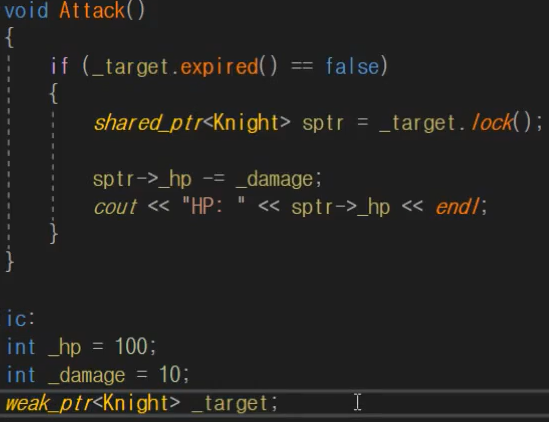 void Attack()
{
if (_target.expired() == false)
{
shared_ptr<Knight> sptr = _target.lock();
sptr->_hp -= _damage;
cout << "HP: " << sptr->_hp << endl;
}
}
ic:
int _hp = 100;
int _damage = 10;
weak_ptr<Knight> _target;